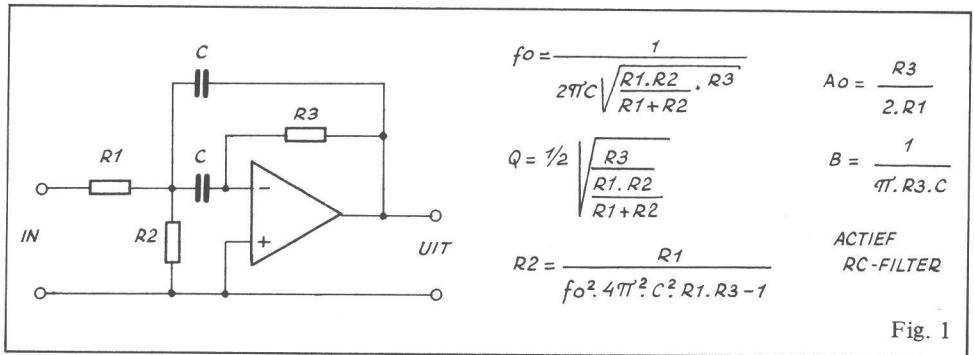 C
R3
R1
C
R2
IN
UIT
−
+
fo = 1 / 2πC√(R1.R2 / R1+R2 . R3)
Ao = R3 / 2.R1
Q = 1/2 √(R3 / (R1.R2 / R1+R2))
B = 1 / π.R3.C
R2 = R1 / fo².4π².C².R1.R3-1
ACTIEF
RC-FILTER
Fig. 1